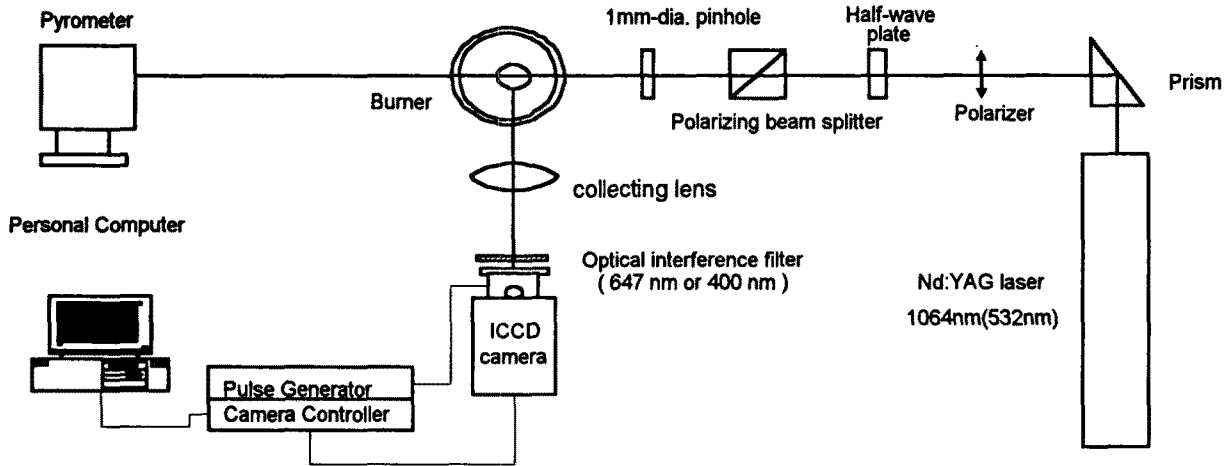 Pyrometer
1mm-dia. pinhole
Half-wave
plate
Burner
Polarizing beam splitter
Polarizer
Prism
collecting lens
Personal Computer
Optical interference filter
( 647 nm or 400 nm )
Nd:YAG laser
1064nm(532nm)
ICCD
camera
Pulse Generator
Camera Controller